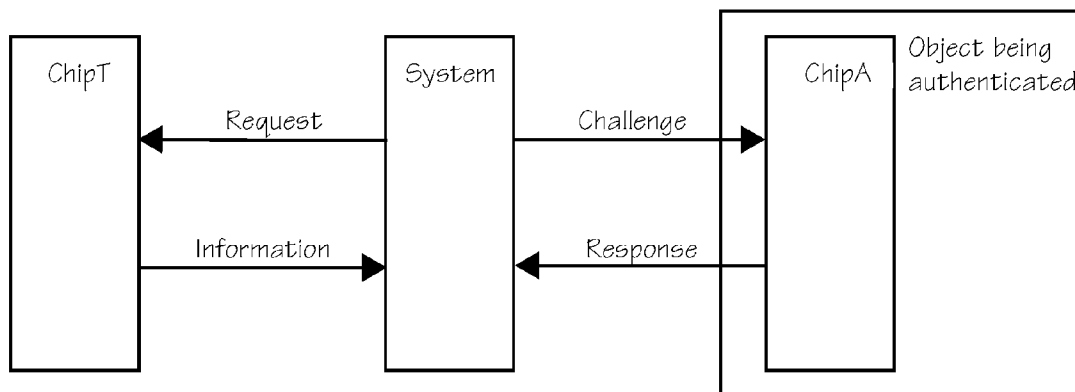 ChipT
System
ChipA
Object being
authenticated
Request
Challenge
Information
Response